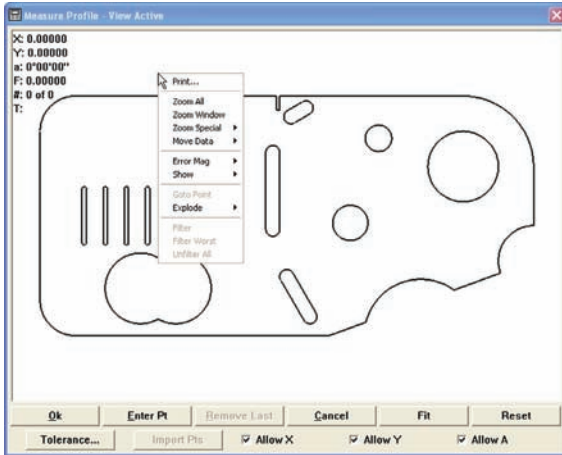 Measure Profile - View Active
X: 0.00000
Y: 0.00000
a: 0°00'00"
F: 0.00000
#: 0 of 0
T:
Print...
Zoom All
Zoom Window
Zoom Special
Move Data
Error Mag
Show
Goto Point
Explode
Filter
Filter Worst
Unfilter All
Ok
Enter Pt
Remove Last
Cancel
Fit
Reset
Tolerance...
Import Pts
Allow X
Allow Y
Allow A